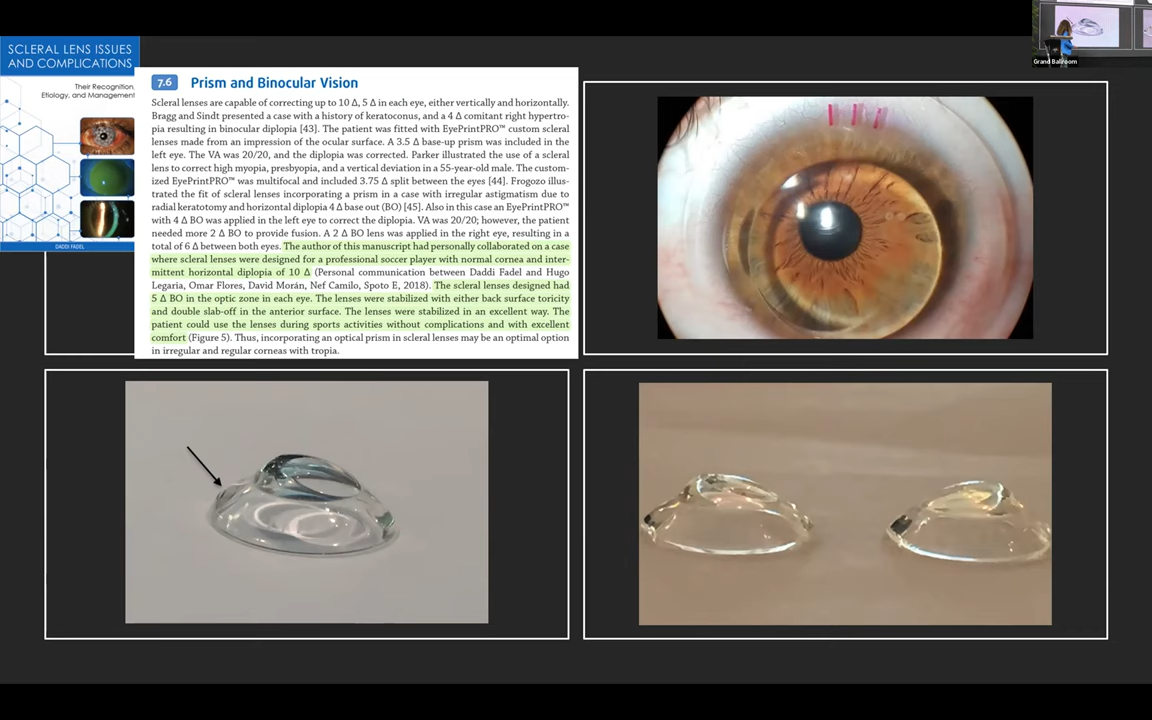 SCLERAL LENS ISSUES
AND COMPLICATIONS
Their Recognition,
Etiology, and Management
DADDI FADEL
7.6 Prism and Binocular Vision
Scleral lenses are capable of correcting up to 10 Δ, 5 Δ in each eye, either vertically and horizontally.
Bragg and Sindt presented a case with a history of keratoconus, and a 4 Δ comitant right hypertro-
pia resulting in binocular diplopia [43]. The patient was fitted with EyePrintPRO™ custom scleral
lenses made from an impression of the ocular surface. A 3.5 Δ base-up prism was included in the
left eye. The VA was 20/20, and the diplopia was corrected. Parker illustrated the use of a scleral
lens to correct high myopia, presbyopia, and a vertical deviation in a 55-year-old male. The custom-
ized EyePrintPRO™ was multifocal and included 3.75 Δ split between the eyes [44]. Frogozo illus-
trated the fit of scleral lenses incorporating a prism in a case with irregular astigmatism due to
radial keratotomy and horizontal diplopia 4 Δ base out (BO) [45]. Also in this case an EyePrintPRO™
with 4 Δ BO was applied in the left eye to correct the diplopia. VA was 20/20; however, the patient
needed more 2 Δ BO to provide fusion. A 2 Δ BO lens was applied in the right eye, resulting in a
total of 6 Δ between both eyes. The author of this manuscript had personally collaborated on a case
where scleral lenses were designed for a professional soccer player with normal cornea and inter-
mittent horizontal diplopia of 10 Δ (Personal communication between Daddi Fadel and Hugo
Legaria, Omar Flores, David Morán, Nef Camilo, Spoto E, 2018). The scleral lenses designed had
5 Δ BO in the optic zone in each eye. The lenses were stabilized with either back surface toricity
and double slab-off in the anterior surface. The lenses were stabilized in an excellent way. The
patient could use the lenses during sports activities without complications and with excellent
comfort (Figure 5). Thus, incorporating an optical prism in scleral lenses may be an optimal option
in irregular and regular corneas with tropia.
Grand Ballroom